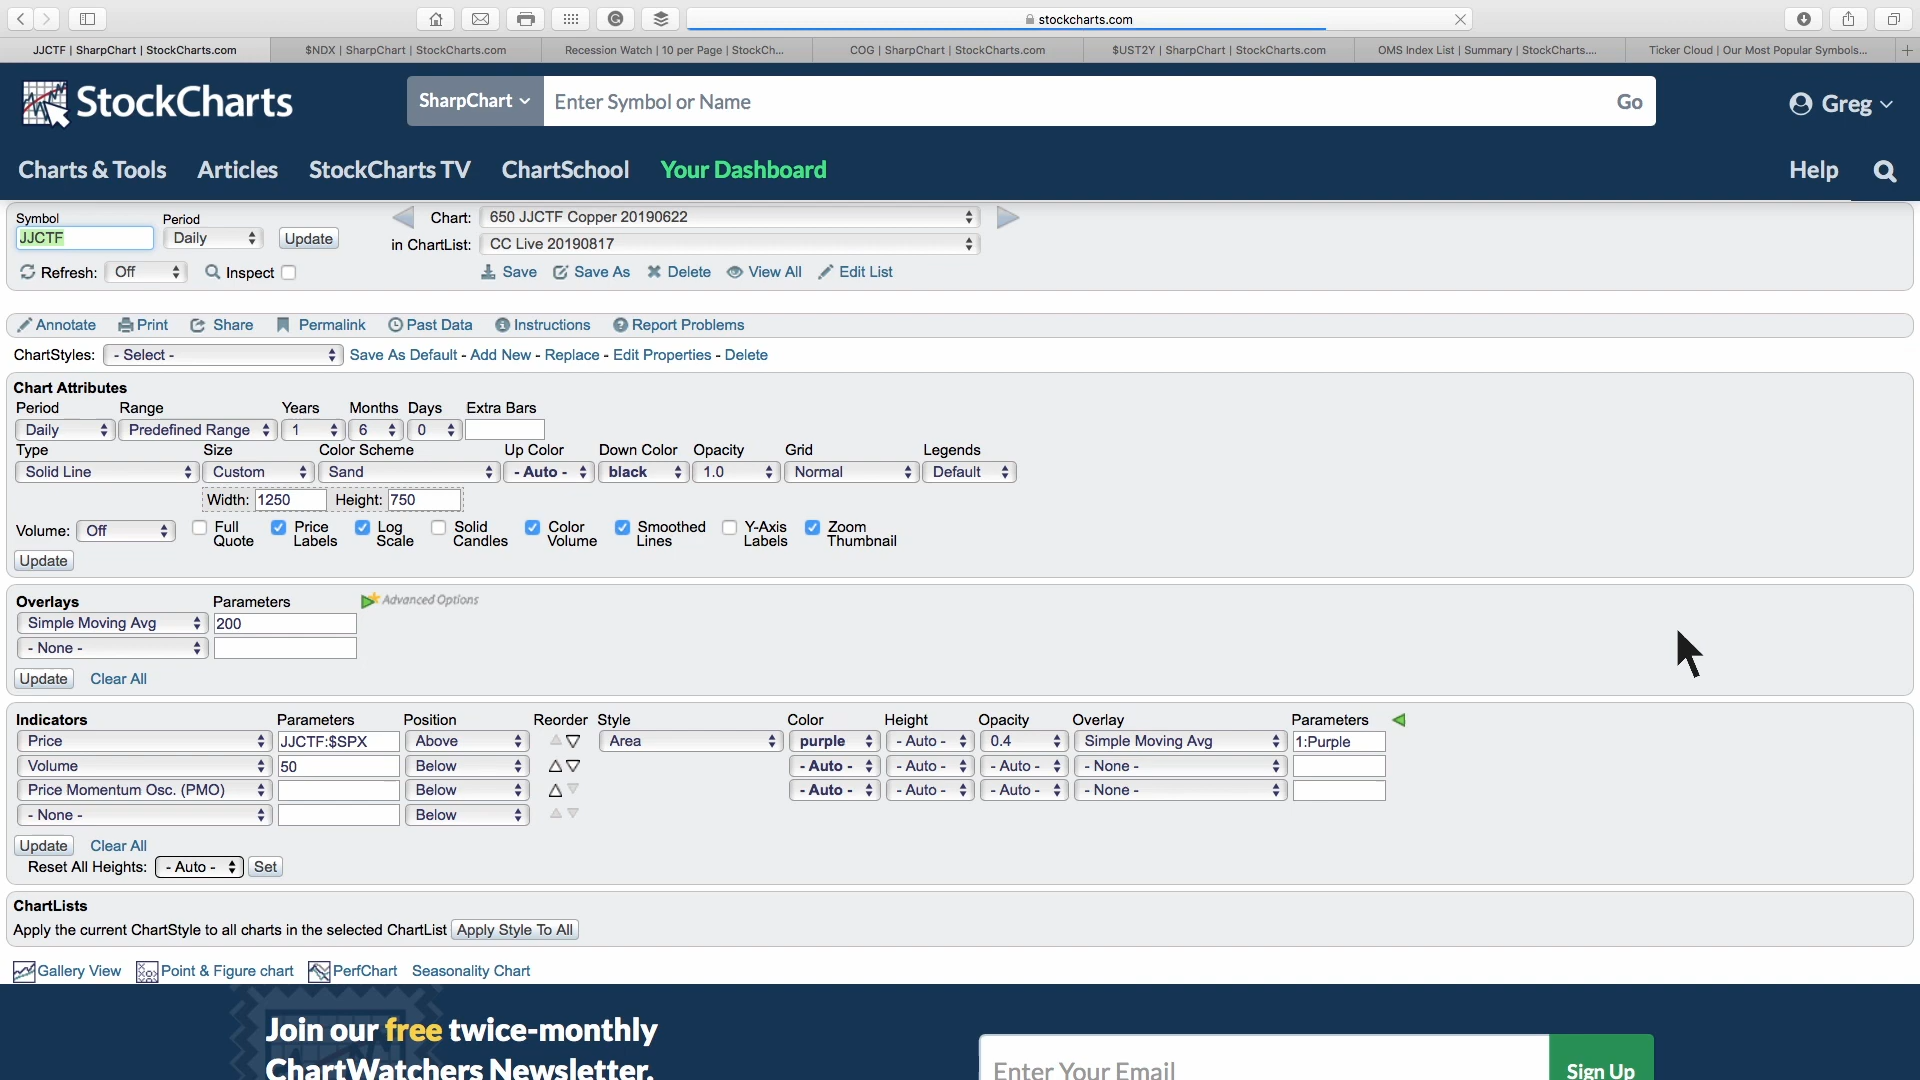 stockcharts.com
JJCTF | SharpChart | StockCharts.com
$NDX | SharpChart | StockCharts.com
Recession Watch | 10 per Page | StockCh...
COG | SharpChart | StockCharts.com
$UST2Y | SharpChart | StockCharts.com
OMS Index List | Summary | StockCharts....
Ticker Cloud | Our Most Popular Symbols...
StockCharts
SharpChart Enter Symbol or Name Go
Greg
Charts & Tools Articles StockCharts TV ChartSchool Your Dashboard Help
Symbol Period Chart: 650 JJCTF Copper 20190622
JJCTF Daily Update in ChartList: CC Live 20190817
Refresh: Off Inspect Save Save As Delete View All Edit List
Annotate Print Share Permalink Past Data Instructions Report Problems
ChartStyles: - Select - Save As Default - Add New - Replace - Edit Properties - Delete
Chart Attributes
Period Range Years Months Days Extra Bars
Daily Predefined Range 1 6 0
Type Size Color Scheme Up Color Down Color Opacity Grid Legends
Solid Line Custom Sand - Auto - black 1.0 Normal Default
Width: 1250 Height: 750
Volume: Off Full Quote Price Labels Log Scale Solid Candles Color Volume Smoothed Lines Y-Axis Labels Zoom Thumbnail
Update
Overlays Parameters Advanced Options
Simple Moving Avg 200
- None -
Update Clear All
Indicators Parameters Position Reorder Style Color Height Opacity Overlay Parameters
Price JJCTF:$SPX Above Area purple - Auto - 0.4 Simple Moving Avg 1:Purple
Volume 50 Below - Auto - - Auto - - Auto - - None -
Price Momentum Osc. (PMO) Below - Auto - - Auto - - Auto - - None -
- None - Below
Update Clear All
Reset All Heights: - Auto - Set
ChartLists
Apply the current ChartStyle to all charts in the selected ChartList Apply Style To All
Gallery View Point & Figure chart PerfChart Seasonality Chart
Join our free twice-monthly
ChartWatchers Newsletter.
Enter Your Email Sign Up